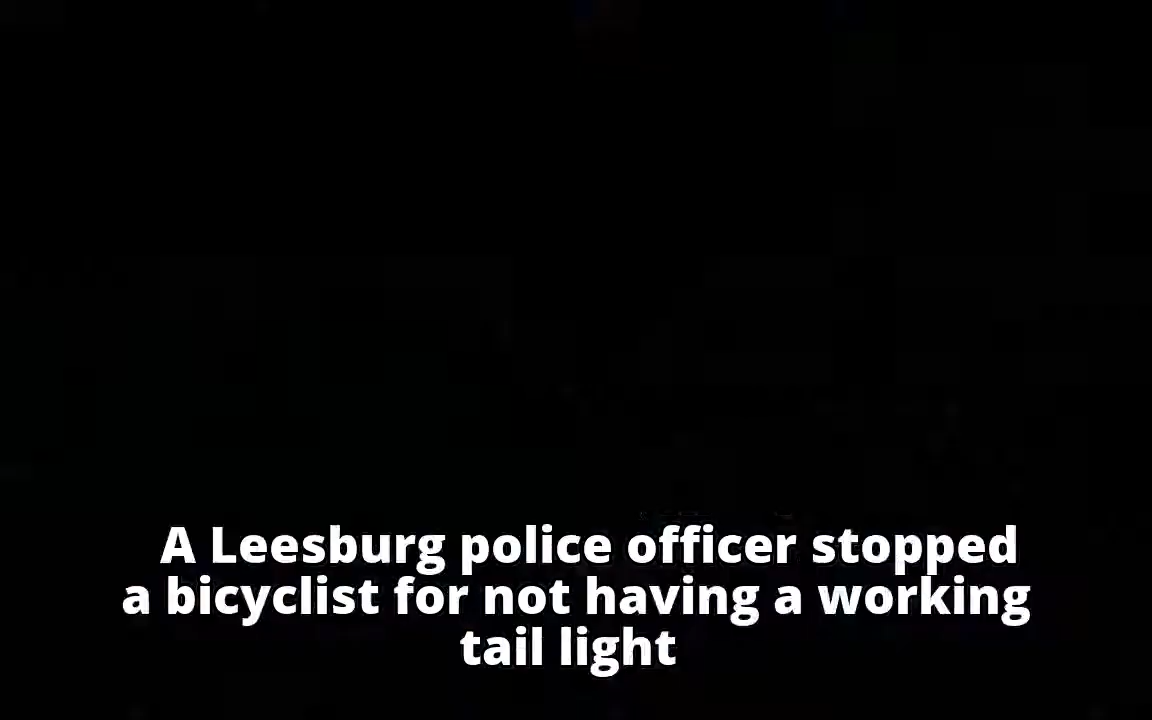 A Leesburg police officer stopped
a bicyclist for not having a working
tail light